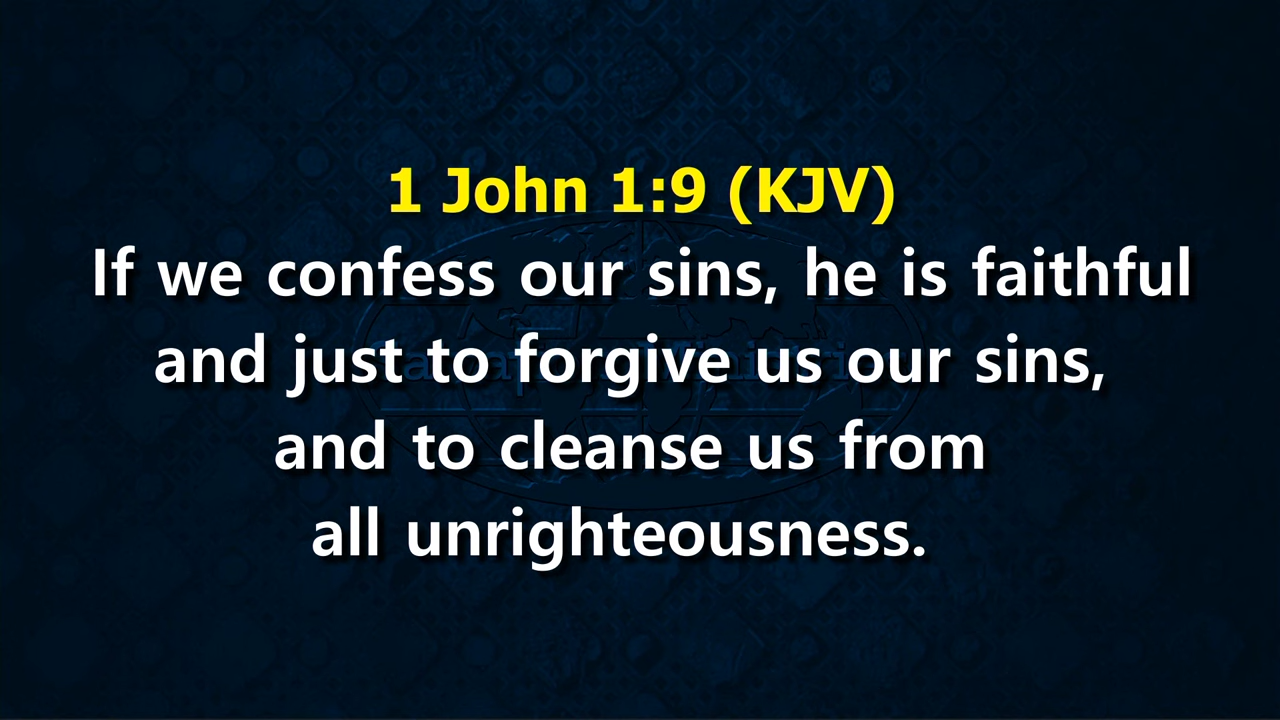 1 John 1:9 (KJV)
If we confess our sins, he is faithful
and just to forgive us our sins,
and to cleanse us from
all unrighteousness.